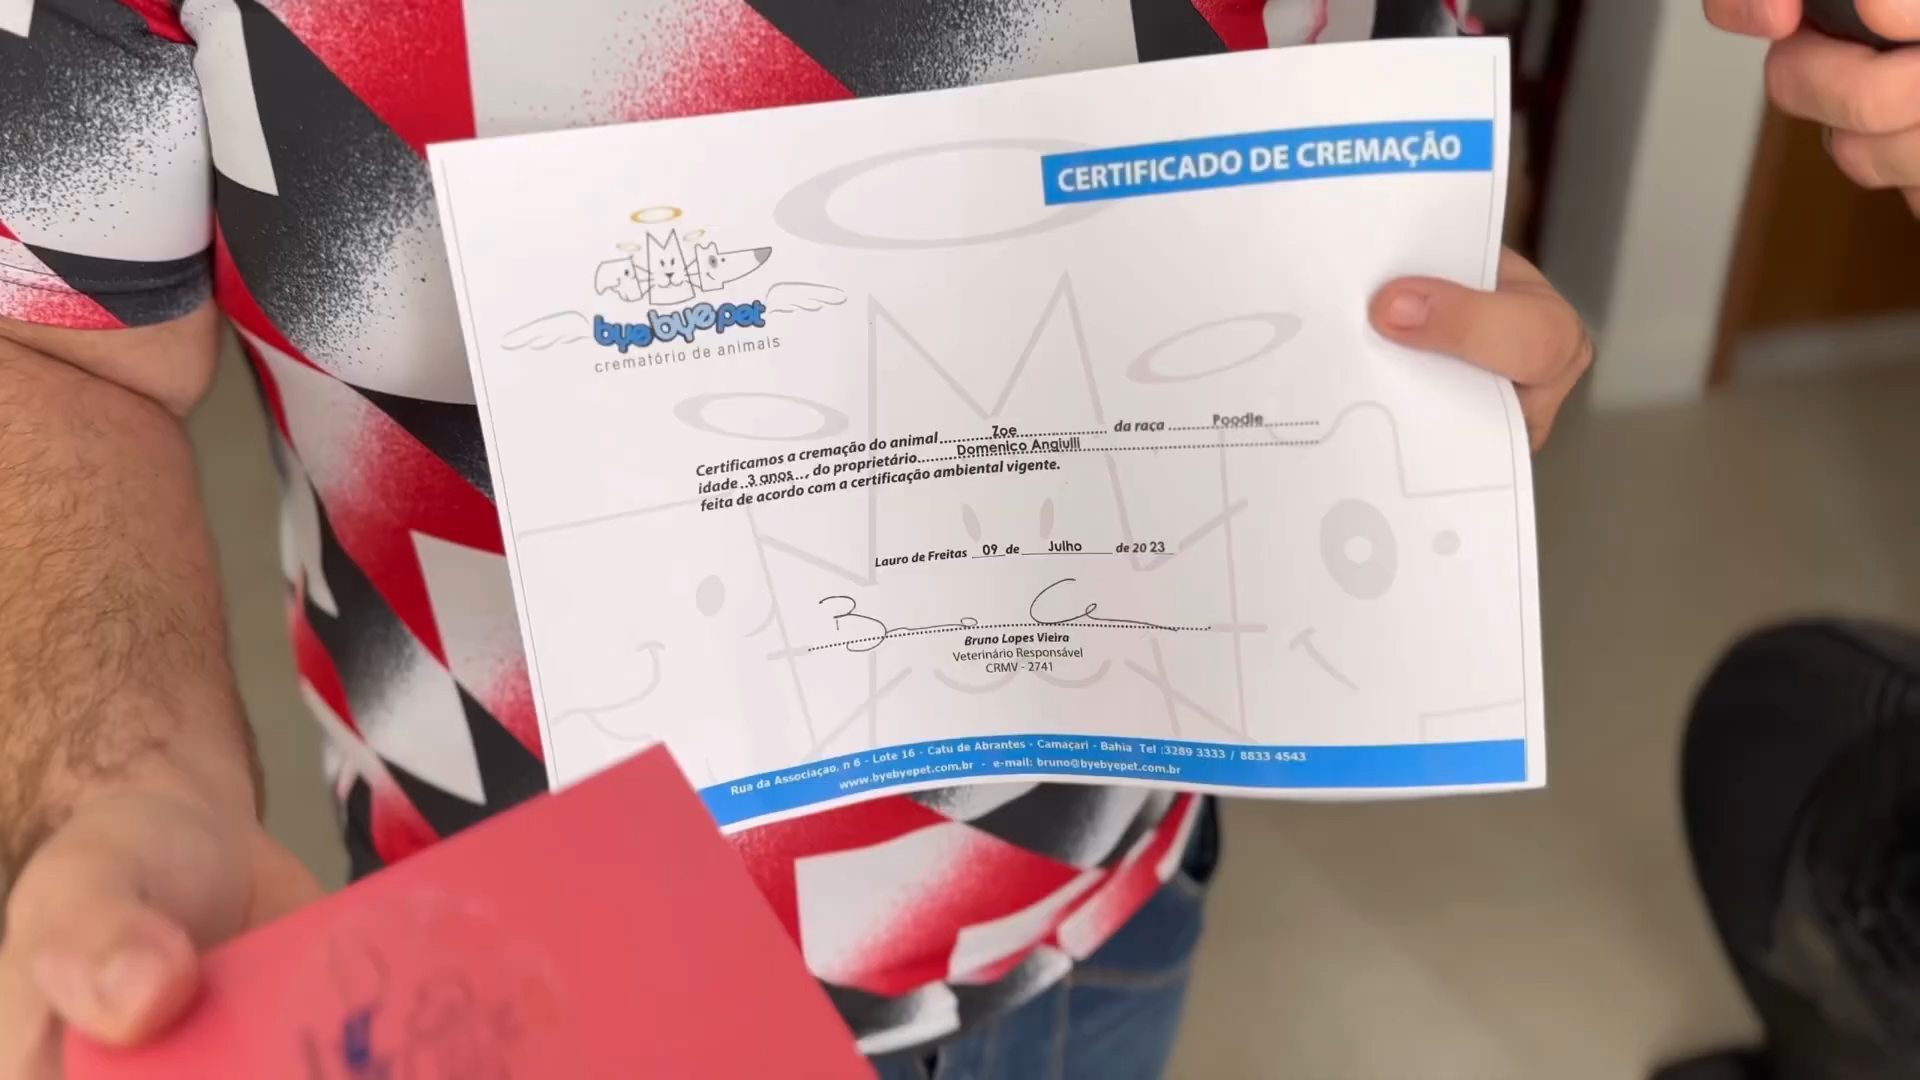 CERTIFICADO DE CREMAÇÃO
byebyepet
crematório de animais
Certificamos a cremação do animal Zoe da raça Poodle
idade 3 anos, do proprietário Domenico Angiulli
feita de acordo com a certificação ambiental vigente.
Lauro de Freitas 09 de Julho de 2023
Bruno Lopes Vieira
Veterinário Responsável
CRMV - 2741
Rua da Associação, n 6 - Lote 16 - Catu de Abrantes - Camaçari - Bahia Tel :3289 3333 / 8833 4543
www.byebyepet.com.br - e-mail: bruno@byebyepet.com.br